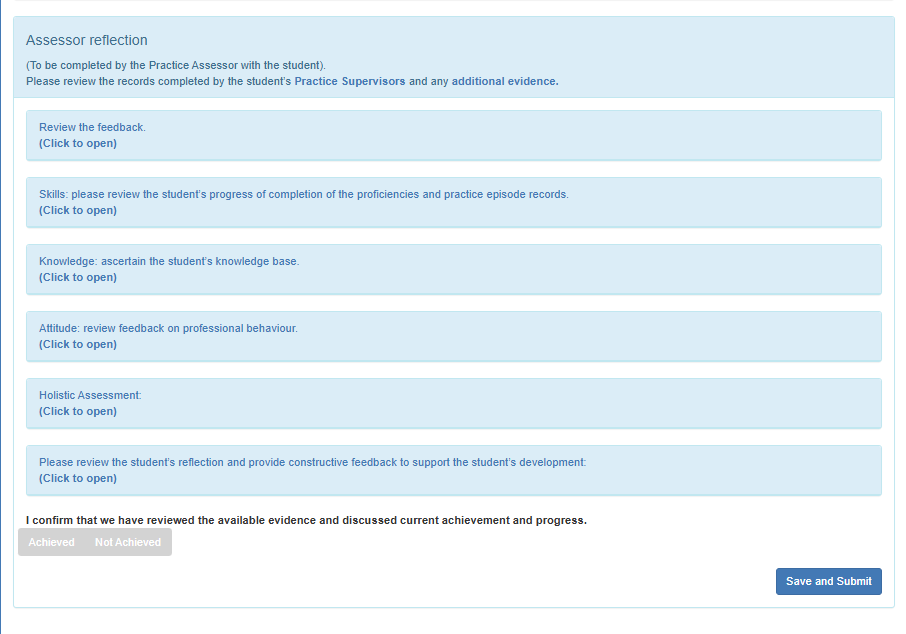 Assessor reflection
(To be completed by the Practice Assessor with the student).
Please review the records completed by the student's Practice Supervisors and any additional evidence.
Review the feedback.
(Click to open)
Skills: please review the student's progress of completion of the proficiencies and practice episode records.
(Click to open)
Knowledge: ascertain the student's knowledge base.
(Click to open)
Attitude: review feedback on professional behaviour.
(Click to open)
Holistic Assessment:
(Click to open)
Please review the student's reflection and provide constructive feedback to support the student's development:
(Click to open)
I confirm that we have reviewed the available evidence and discussed current achievement and progress.
Achieved Not Achieved
Save and Submit